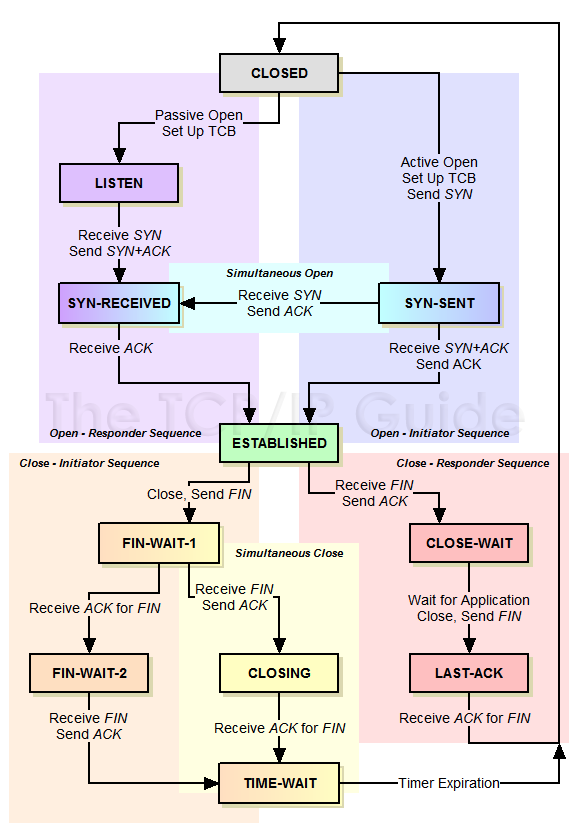 CLOSED
Passive Open
Set Up TCB
LISTEN
Active Open
Set Up TCB
Send SYN
Receive SYN
Send SYN+ACK
Simultaneous Open
SYN-RECEIVED
Receive SYN
Send ACK
SYN-SENT
Receive ACK
Receive SYN+ACK
Send ACK
The TCP/IP Guide
Open - Responder Sequence
ESTABLISHED
Open - Initiator Sequence
Close - Initiator Sequence
Close - Responder Sequence
Close, Send FIN
Receive FIN
Send ACK
FIN-WAIT-1
CLOSE-WAIT
Simultaneous Close
Receive ACK for FIN
Receive FIN
Send ACK
Wait for Application
Close, Send FIN
FIN-WAIT-2
CLOSING
LAST-ACK
Receive FIN
Send ACK
Receive ACK for FIN
Receive ACK for FIN
TIME-WAIT
Timer Expiration